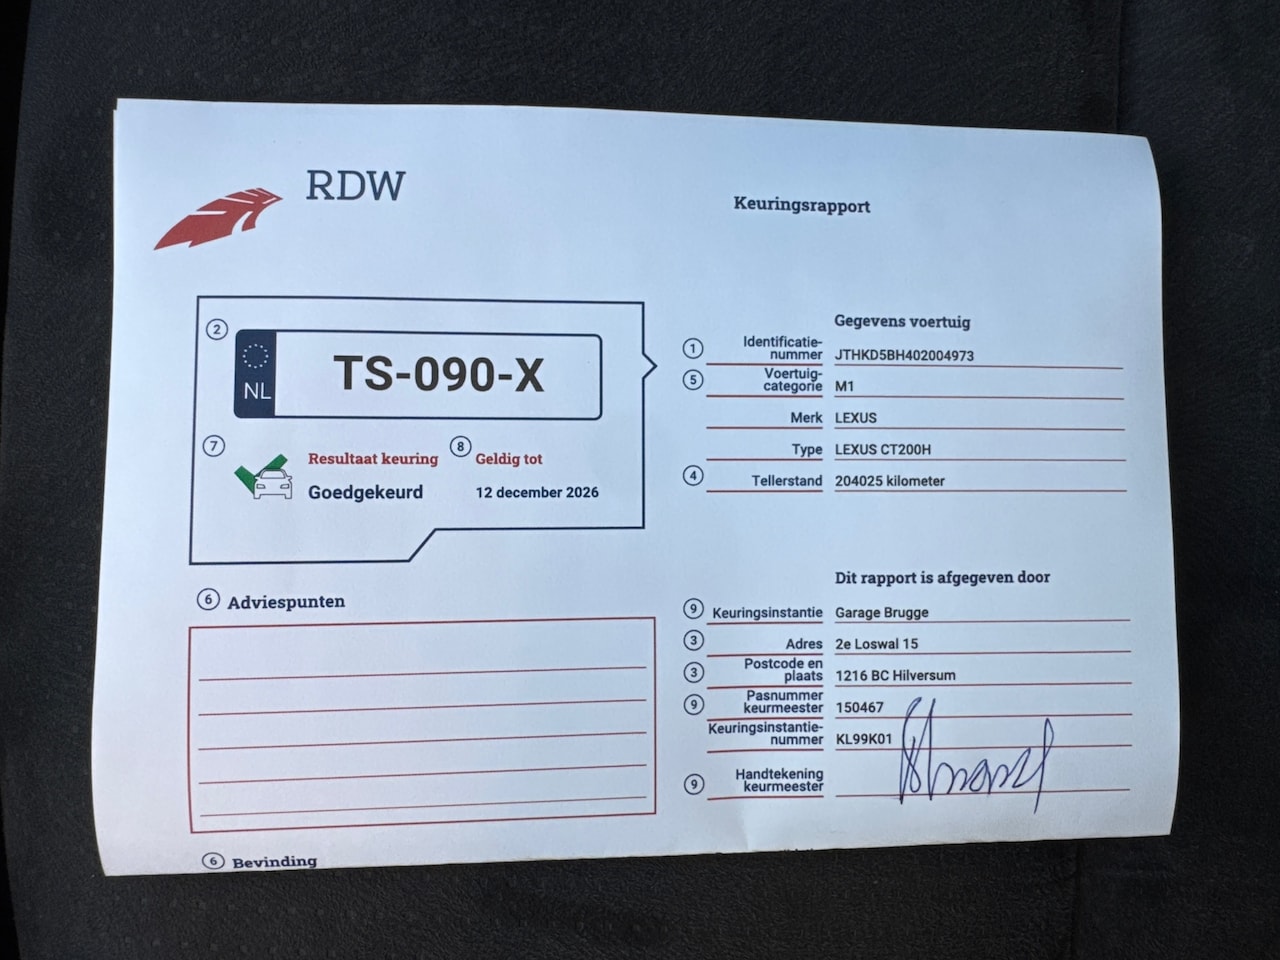 RDW
Keuringsrapport
2
NL
TS-090-X
7
Resultaat keuring
Goedgekeurd
8
Geldig tot
12 december 2026
Gegevens voertuig
1
Identificatie-
nummer
JTHKD5BH402004973
5
Voertuig-
categorie
M1
Merk
LEXUS
Type
LEXUS CT200H
4
Tellerstand
204025 kilometer
6
Adviespunten
Dit rapport is afgegeven door
9
Keuringsinstantie
Garage Brugge
3
Adres
2e Loswal 15
3
Postcode en
plaats
1216 BC Hilversum
9
Pasnummer
keurmeester
150467
Keuringsinstantie-
nummer
KL99K01
9
Handtekening
keurmeester
6
Bevinding